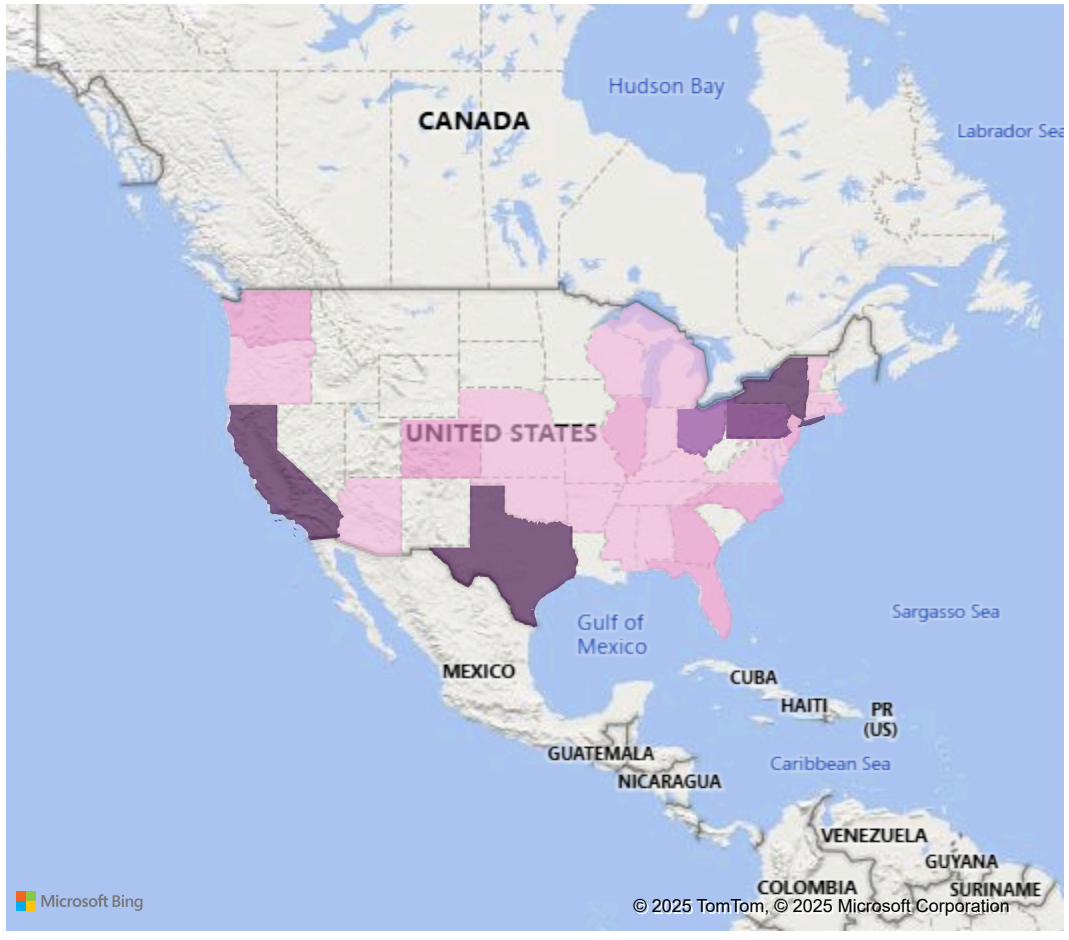 Hudson Bay
CANADA
Labrador Sea
UNITED STATES
Sargasso Sea
Gulf of
Mexico
MEXICO
CUBA
HAITI
PR
(US)
GUATEMALA
Caribbean Sea
NICARAGUA
VENEZUELA
GUYANA
COLOMBIA
SURINAME
Microsoft Bing
© 2025 TomTom, © 2025 Microsoft Corporation